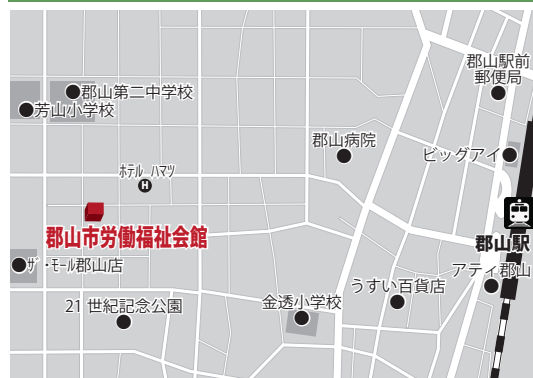 郡山駅前
郵便局
郡山第二中学校
芳山小学校
郡山病院
ビッグアイ
ホテル ハマツ
H
郡山市労働福祉会館
郡山駅
ザ・モール郡山店
アティ郡山
うすい百貨店
21 世紀記念公園
金透小学校